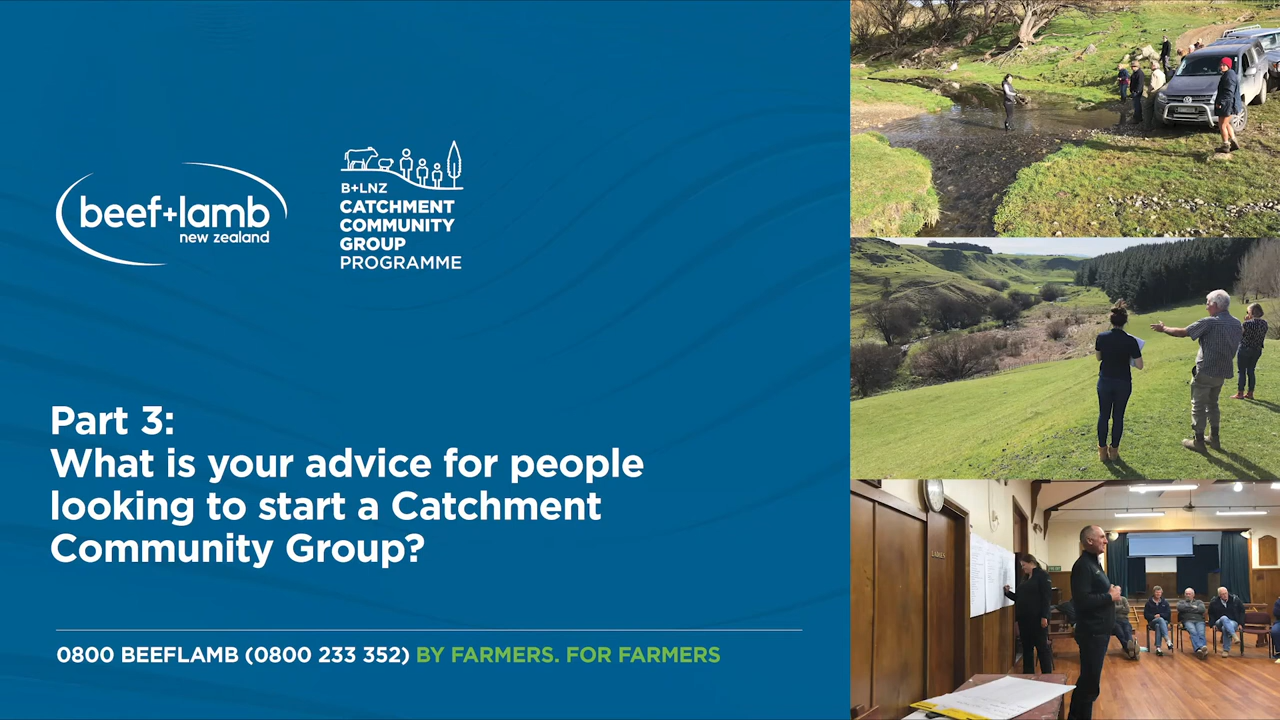 beef+lamb
new zealand
B+LNZ
CATCHMENT
COMMUNITY
GROUP
PROGRAMME
Part 3:
What is your advice for people
looking to start a Catchment
Community Group?
0800 BEEFLAMB (0800 233 352) BY FARMERS. FOR FARMERS
LADIES